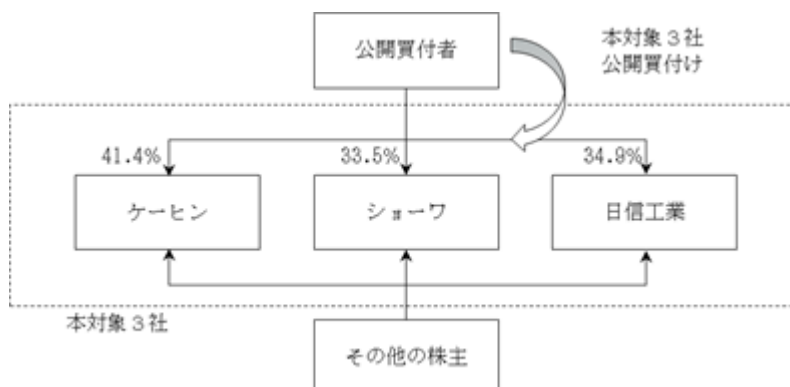 公開買付者
本対象３社
公開買付け
41.4%
33.5%
34.9%
ケーヒン
ショーワ
日信工業
本対象３社
その他の株主